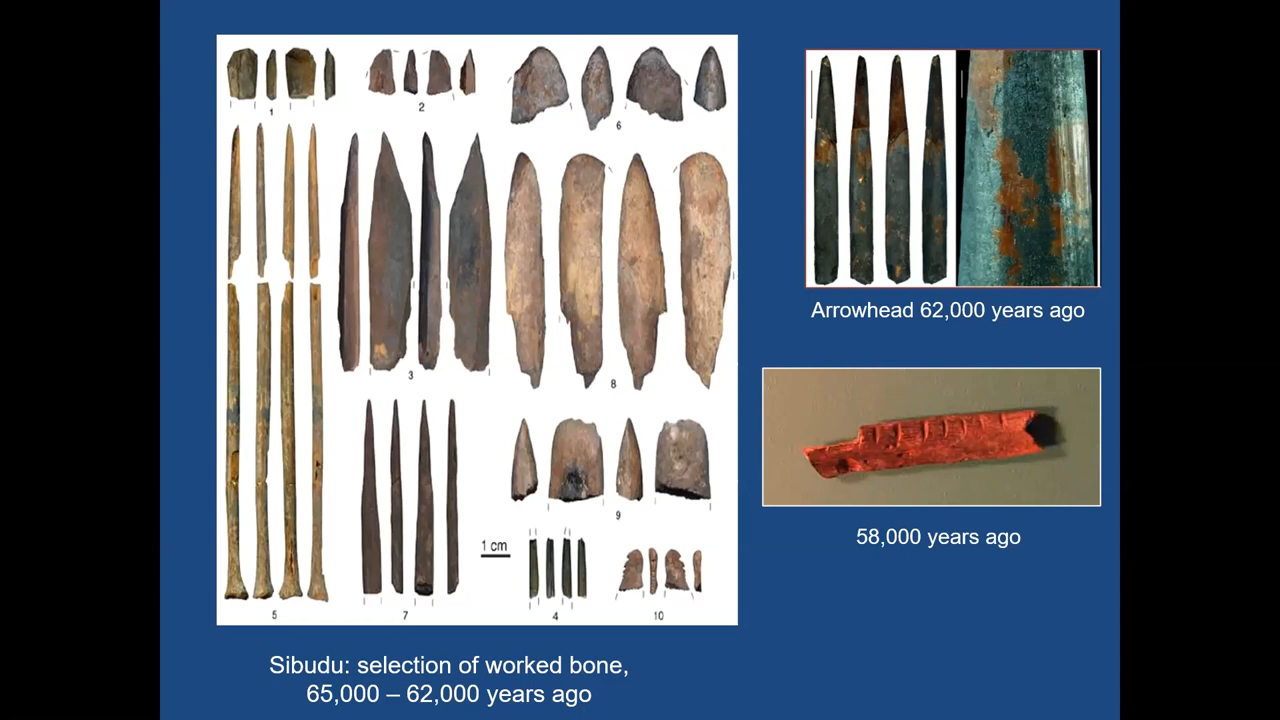 1
2
6
3
8
5
7
1 cm
9
4
10
Sibudu: selection of worked bone,
65,000 – 62,000 years ago
Arrowhead 62,000 years ago
58,000 years ago